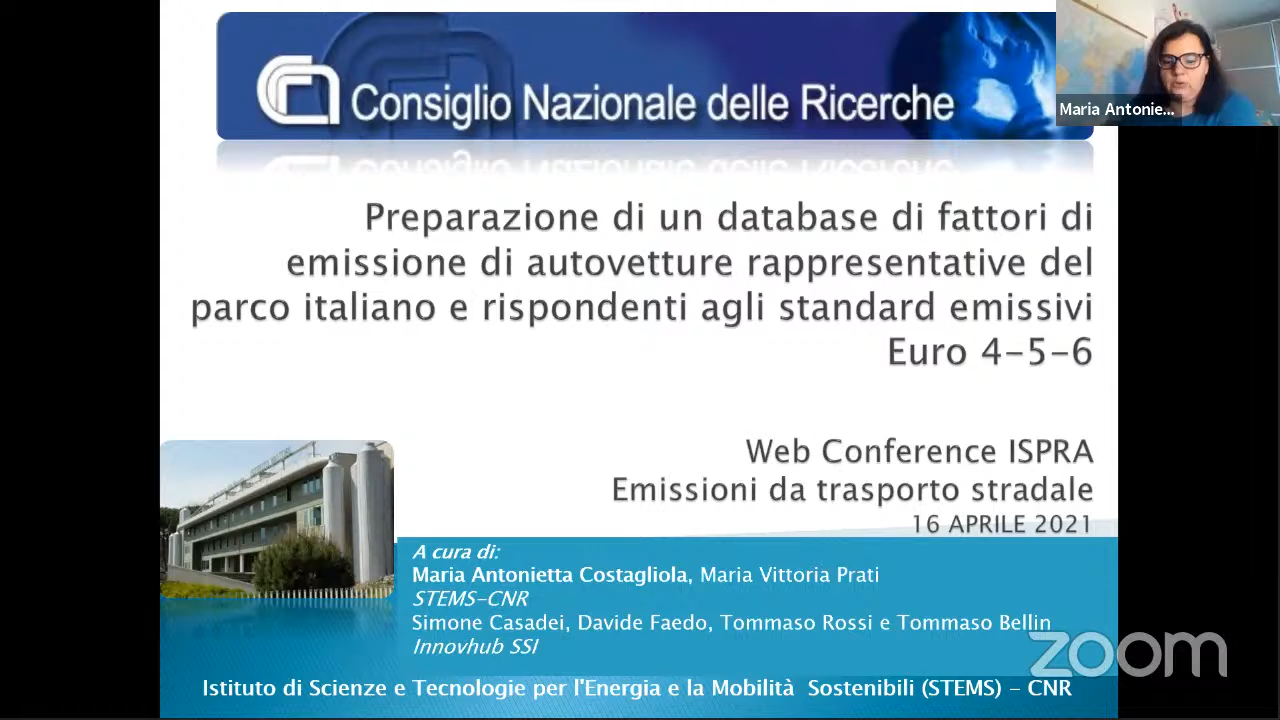 Consiglio Nazionale delle Ricerche
Maria Antonie...
Preparazione di un database di fattori di
emissione di autovetture rappresentative del
parco italiano e rispondenti agli standard emissivi
Euro 4-5-6
Web Conference ISPRA
Emissioni da trasporto stradale
16 APRILE 2021
A cura di:
Maria Antonietta Costagliola, Maria Vittoria Prati
STEMS-CNR
Simone Casadei, Davide Faedo, Tommaso Rossi e Tommaso Bellin
Innovhub SSI
zoom
Istituto di Scienze e Tecnologie per l'Energia e la Mobilità Sostenibili (STEMS) - CNR